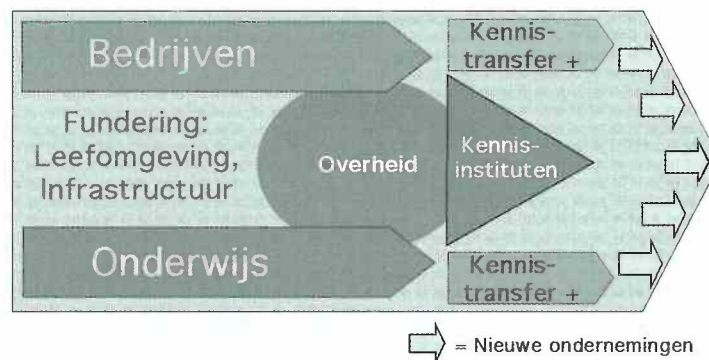 Bedrijven
Kennis-
transfer +
Fundering:
Leefomgeving,
Infrastructuur
Overheid
Kennis-
instituten
Onderwijs
Kennis-
transfer +
= Nieuwe ondernemingen